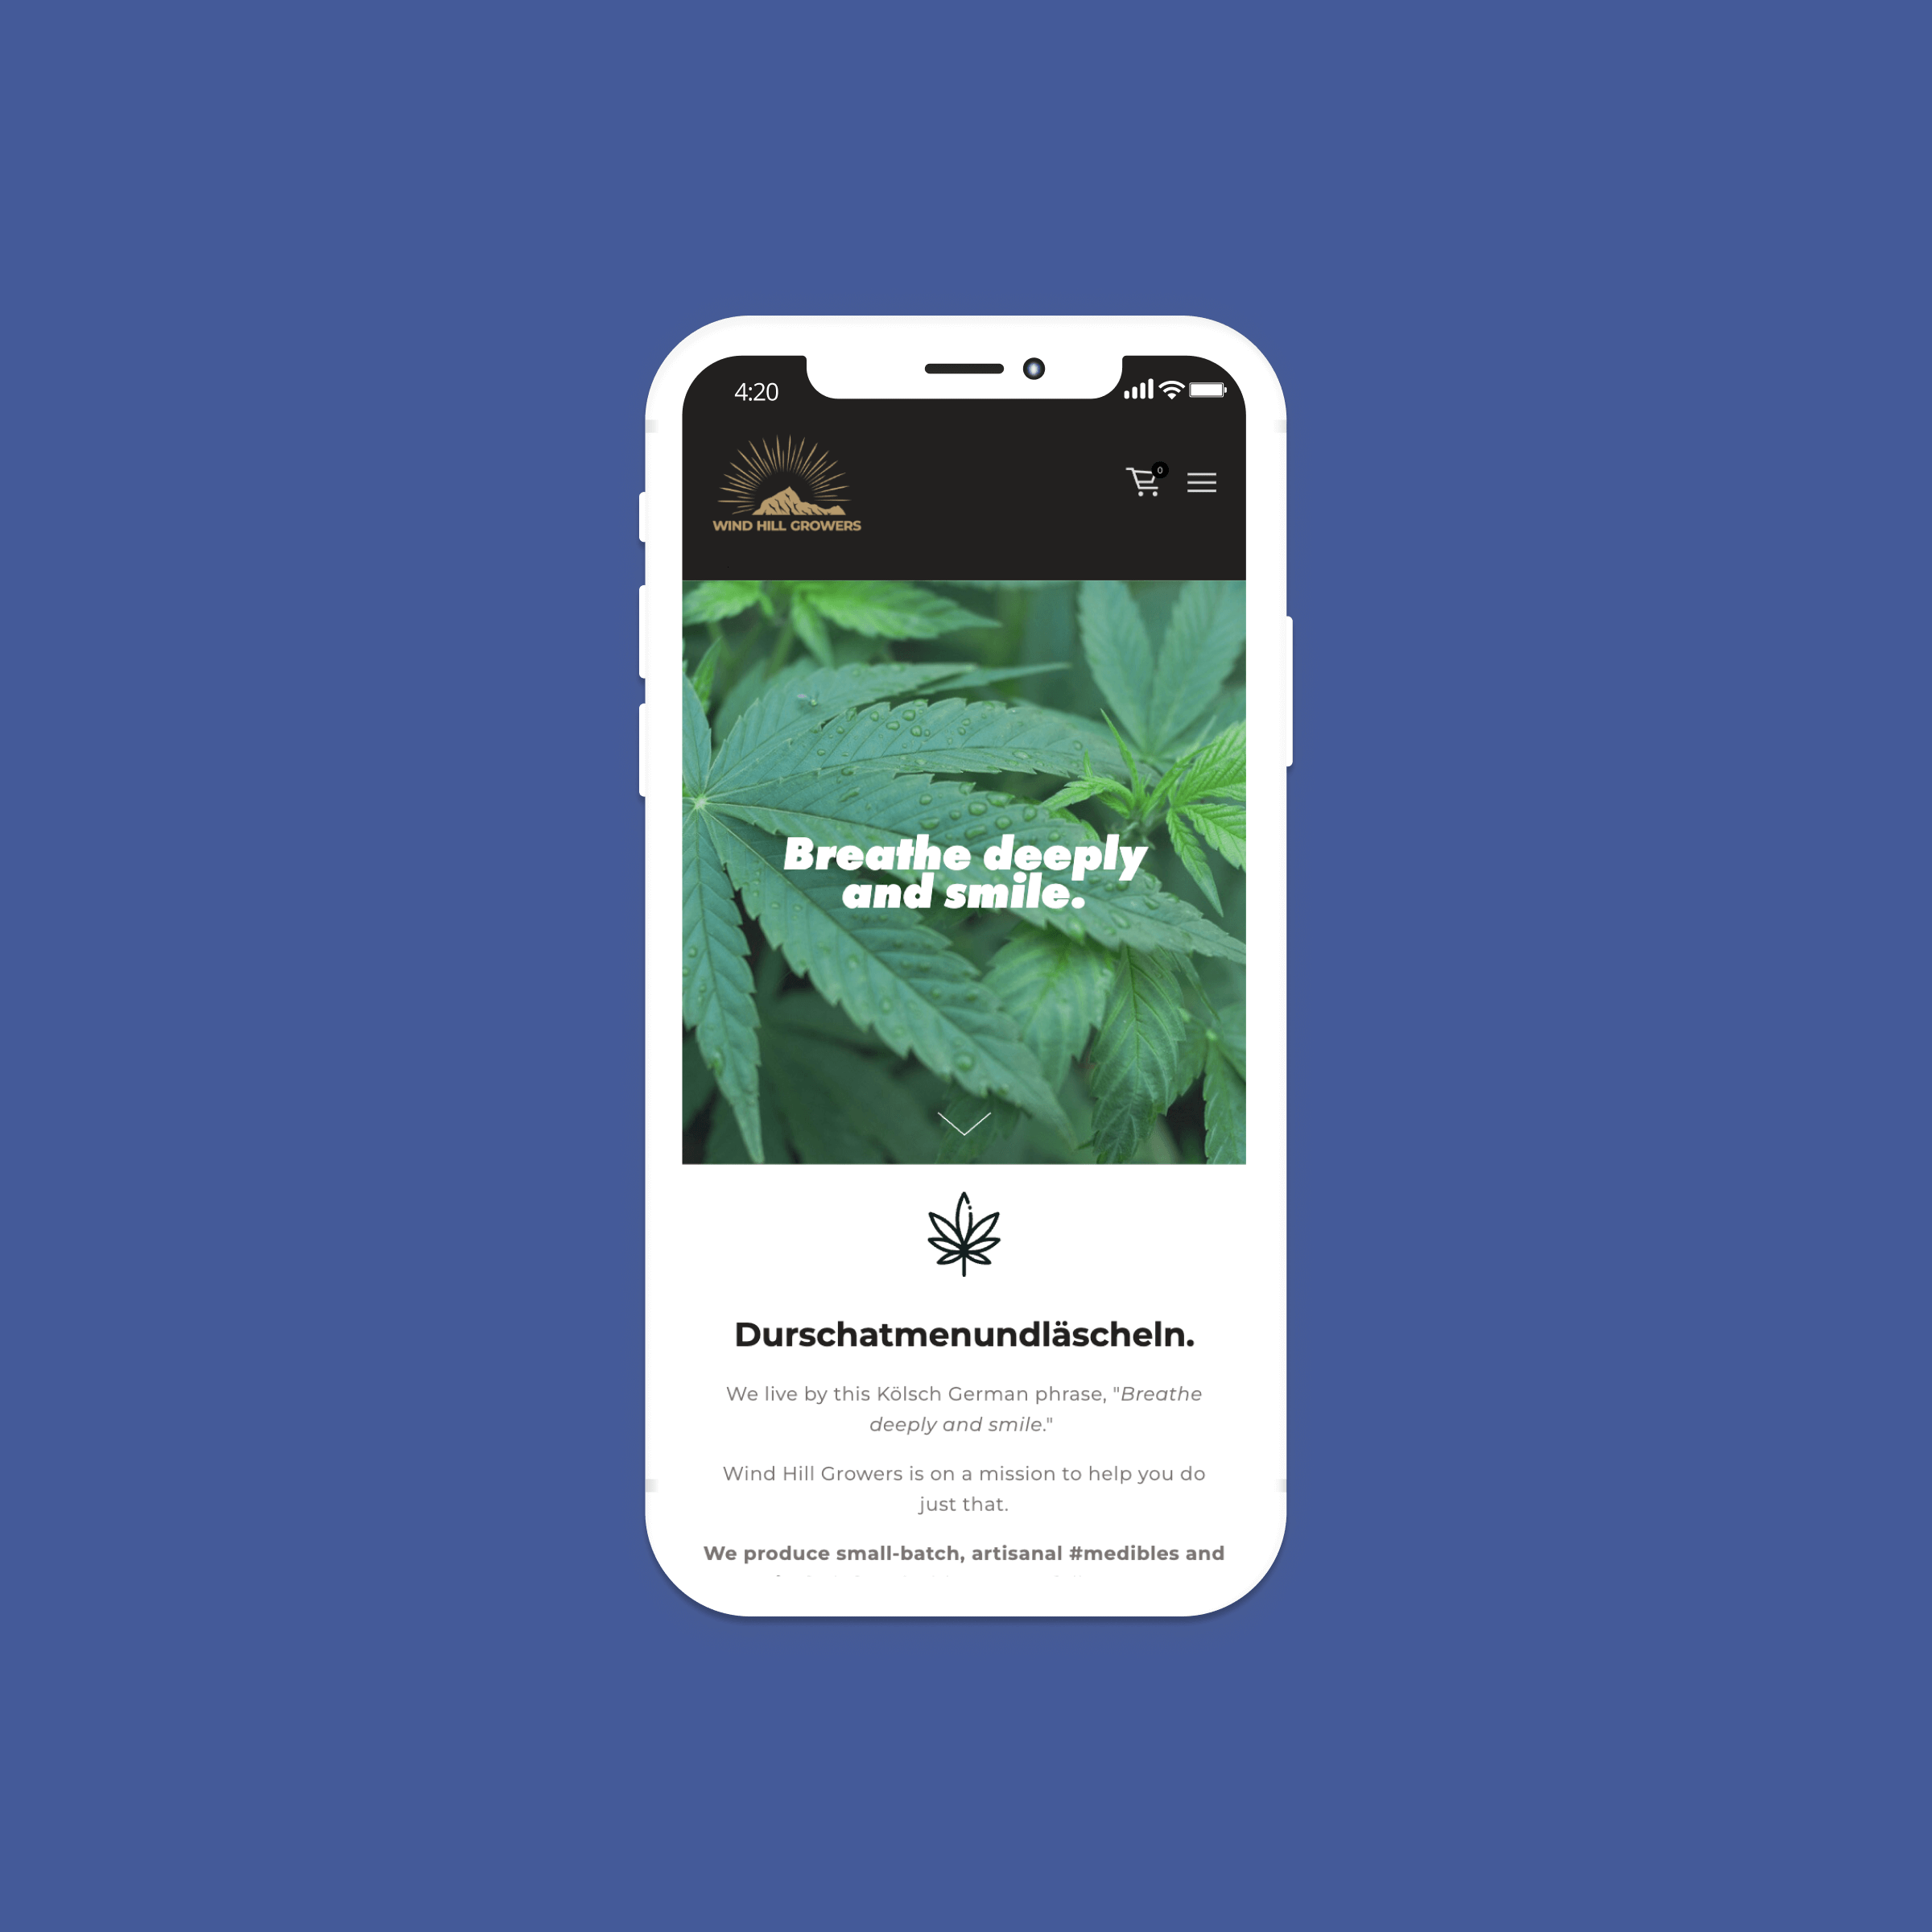 4:20
WIND HILL GROWERS
0
Breathe deeply
and smile.
Durschatmenundläscheln.
We live by this Kölsch German phrase, "Breathe
deeply and smile."
Wind Hill Growers is on a mission to help you do
just that.
We produce small-batch, artisanal #medibles and